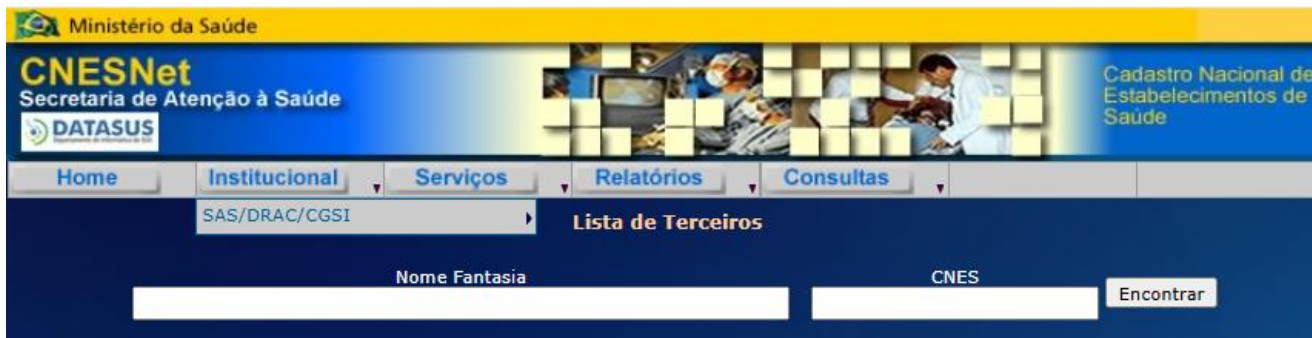 Ministério da Saúde
CNESNet
Secretaria de Atenção à Saúde
DATASUS
Cadastro Nacional de
Estabelecimentos de
Saúde
Home Institucional Serviços Relatórios Consultas
SAS/DRAC/CGSI
Lista de Terceiros
Nome Fantasia CNES
Encontrar